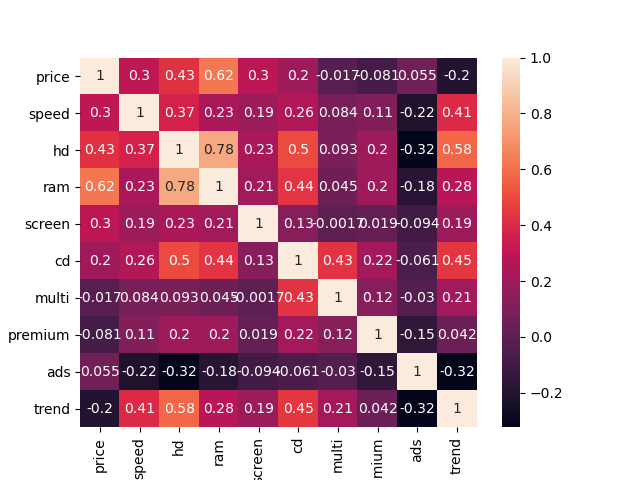 price 1 0.3 0.43 0.62 0.3 0.2 -0.017 -0.081 0.055 -0.2
speed 0.3 1 0.37 0.23 0.19 0.26 0.084 0.11 -0.22 0.41
hd 0.43 0.37 1 0.78 0.23 0.5 0.093 0.2 -0.32 0.58
ram 0.62 0.23 0.78 1 0.21 0.44 0.045 0.2 -0.18 0.28
screen 0.3 0.19 0.23 0.21 1 0.13 -0.0017 0.019 -0.094 0.19
cd 0.2 0.26 0.5 0.44 0.13 1 0.43 0.22 -0.061 0.45
multi -0.017 0.084 0.093 0.045 -0.0017 0.43 1 0.12 -0.03 0.21
premium -0.081 0.11 0.2 0.2 0.019 0.22 0.12 1 -0.15 0.042
ads 0.055 -0.22 -0.32 -0.18 -0.094 -0.061 -0.03 -0.15 1 -0.32
trend -0.2 0.41 0.58 0.28 0.19 0.45 0.21 0.042 -0.32 1
price speed hd ram screen cd multi mium ads trend
1.0
0.8
0.6
0.4
0.2
0.0
−0.2